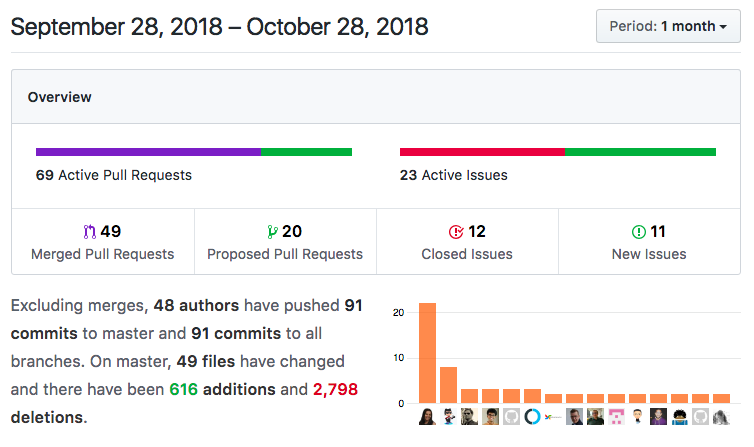 September 28, 2018 – October 28, 2018
Period: 1 month
Overview
69 Active Pull Requests
23 Active Issues
49
Merged Pull Requests
20
Proposed Pull Requests
12
Closed Issues
11
New Issues
Excluding merges, 48 authors have pushed 91
commits to master and 91 commits to all
branches. On master, 49 files have changed
and there have been 616 additions and 2,798
deletions.
20
10
0